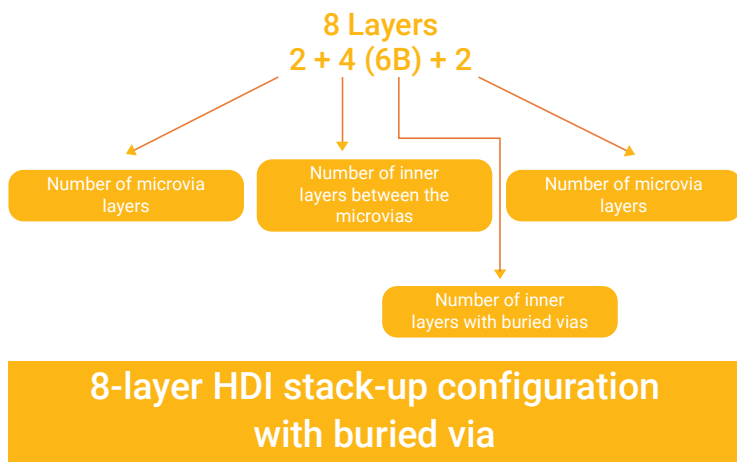 8 Layers
2 + 4 (6B) + 2
Number of microvia
layers
Number of inner
layers between the
microvias
Number of microvia
layers
Number of inner
layers with buried vias
8-layer HDI stack-up configuration
with buried via